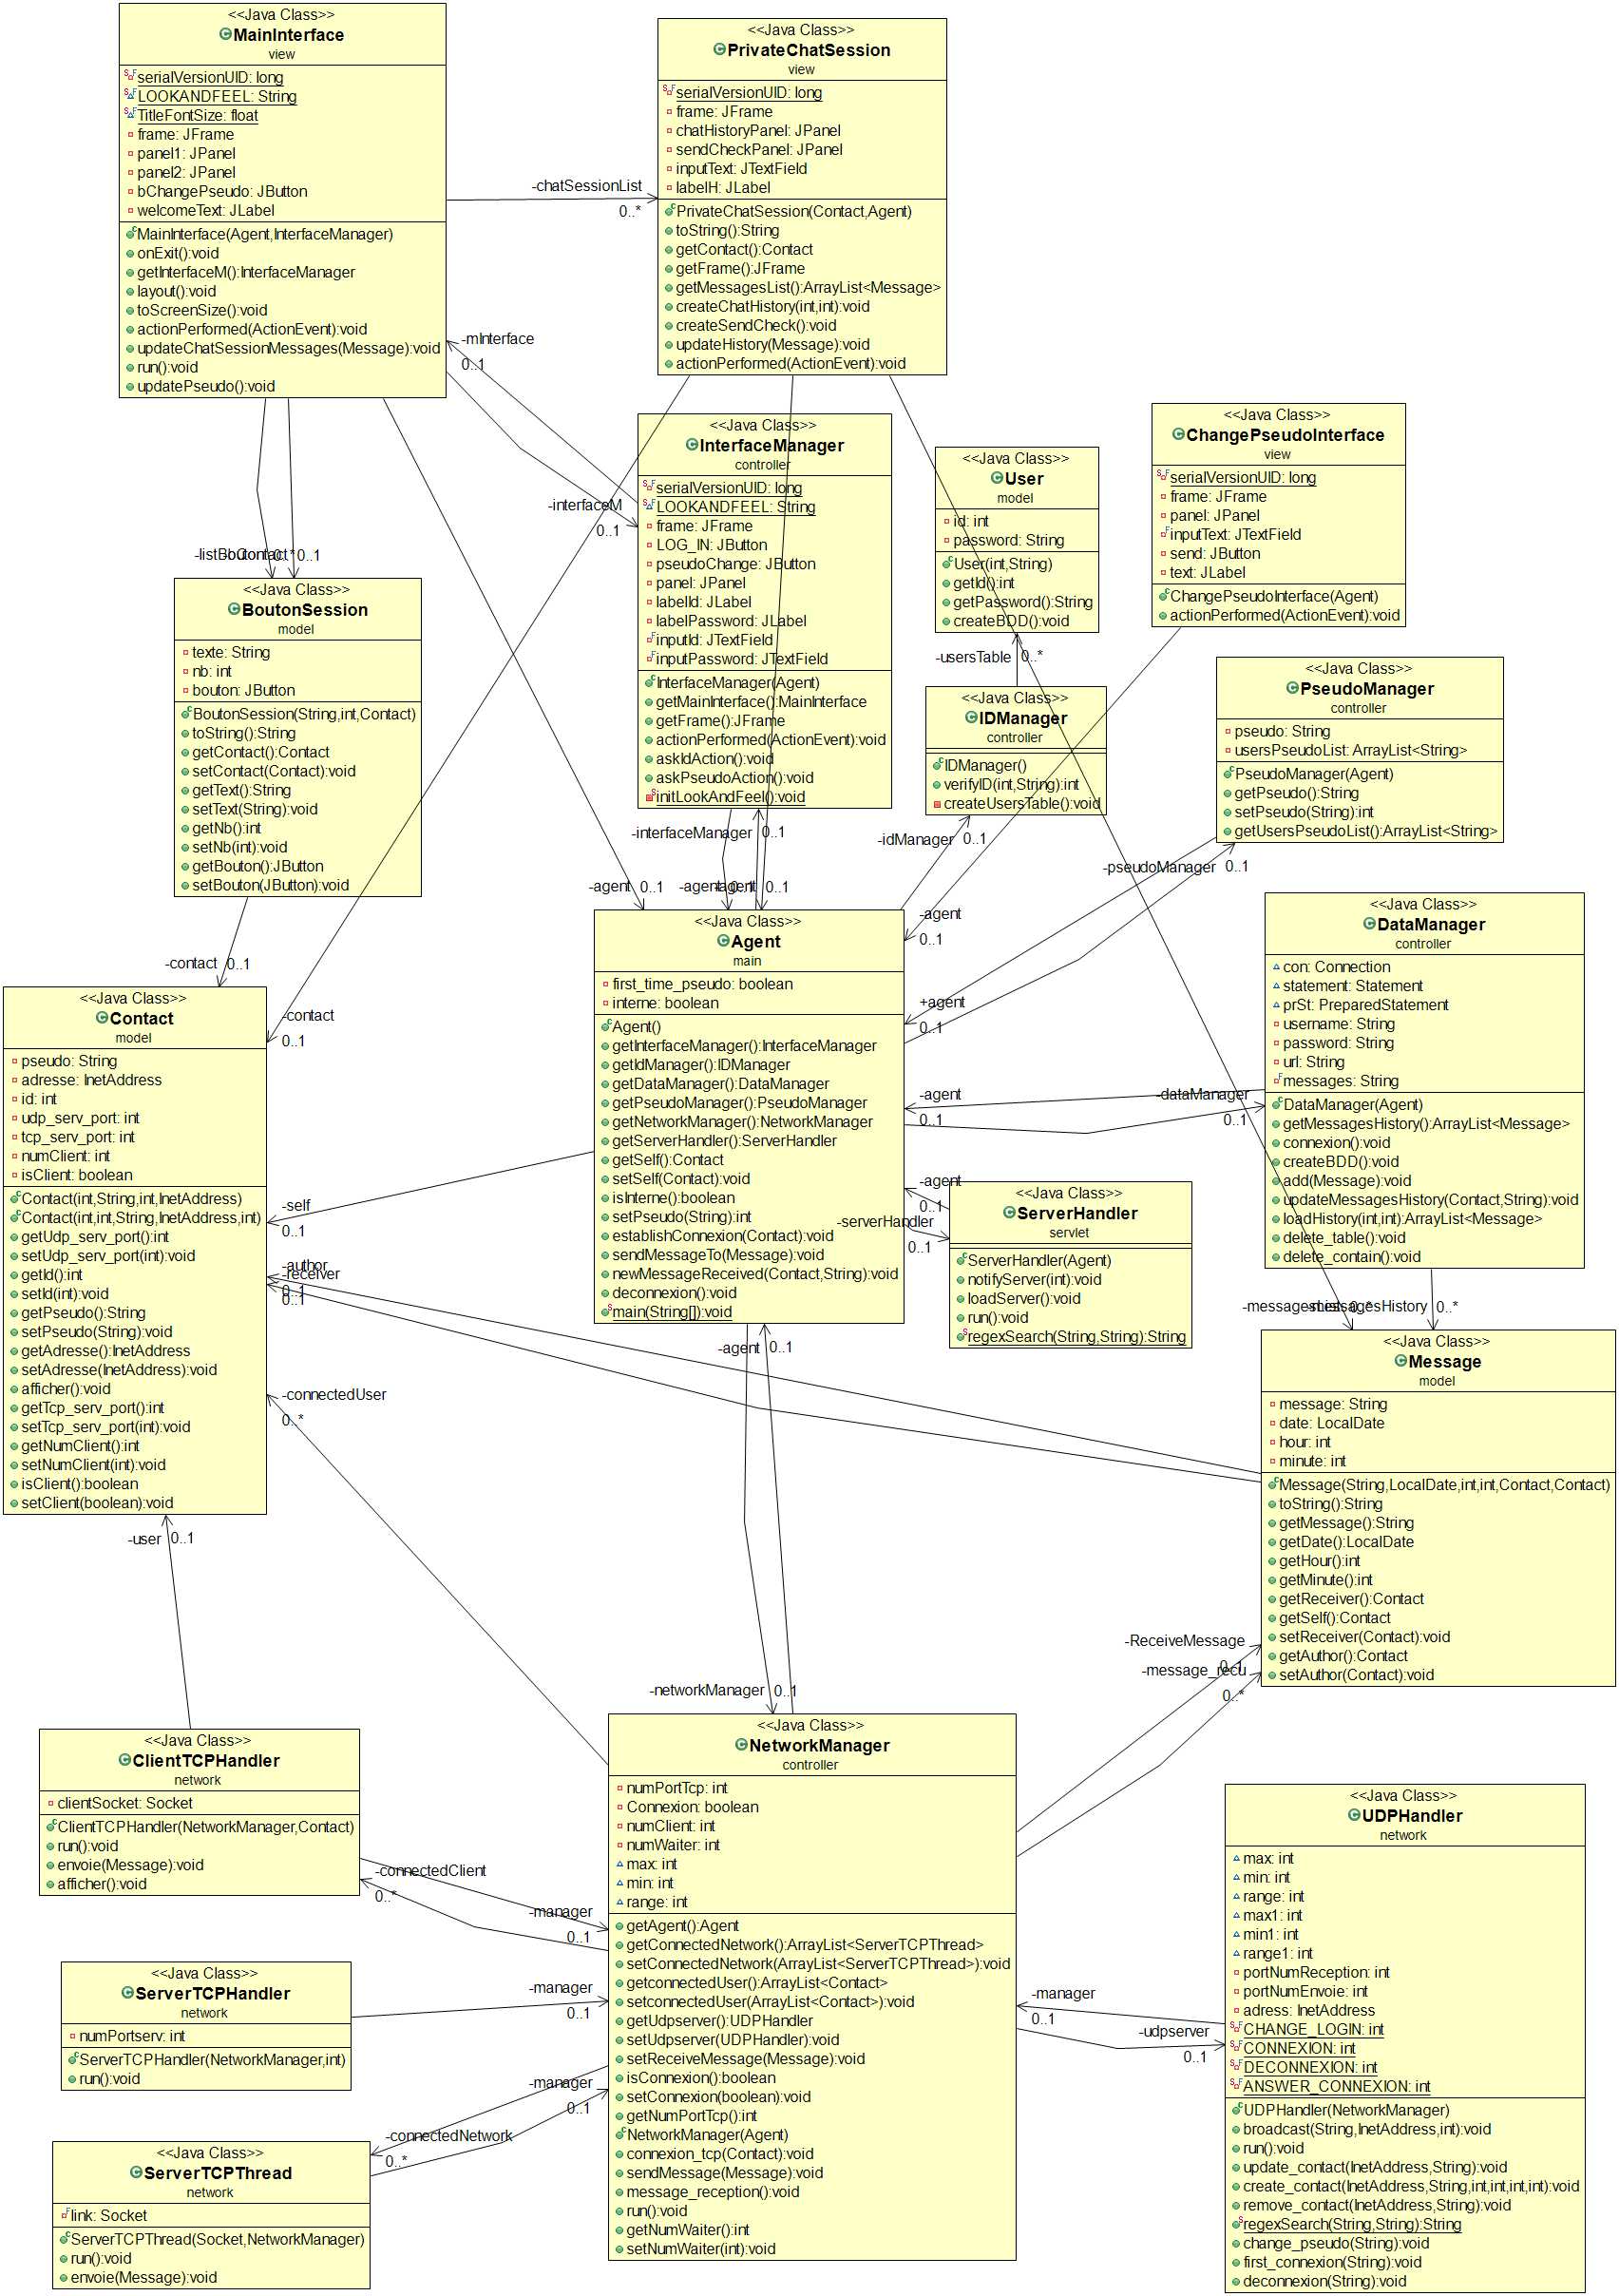 <<Java Class>>
MainInterface
view
serialVersionUID: long
LOOKANDFEEL: String
TitleFontSize: float
frame: JFrame
panel1: JPanel
panel2: JPanel
bChangePseudo: JButton
welcomeText: JLabel
MainInterface(Agent,InterfaceManager)
onExit():void
getInterfaceM():InterfaceManager
layout():void
toScreenSize():void
actionPerformed(ActionEvent):void
updateChatSessionMessages(Message):void
run():void
updatePseudo():void
-chatSessionList
0..*
<<Java Class>>
PrivateChatSession
view
serialVersionUID: long
frame: JFrame
chatHistoryPanel: JPanel
sendCheckPanel: JPanel
inputText: JTextField
labelH: JLabel
PrivateChatSession(Contact,Agent)
toString():String
getContact():Contact
getFrame():JFrame
getMessagesList():ArrayList<Message>
createChatHistory(int,int):void
createSendCheck():void
updateHistory(Message):void
actionPerformed(ActionEvent):void
-mInterface
0..1
-interfaceM
0..1
<<Java Class>>
InterfaceManager
controller
serialVersionUID: long
LOOKANDFEEL: String
frame: JFrame
LOG_IN: JButton
pseudoChange: JButton
panel: JPanel
labelId: JLabel
labelPassword: JLabel
inputId: JTextField
inputPassword: JTextField
InterfaceManager(Agent)
getMainInterface():MainInterface
getFrame():JFrame
actionPerformed(ActionEvent):void
askIdAction():void
askPseudoAction():void
initLookAndFeel():void
<<Java Class>>
User
model
id: int
password: String
User(int,String)
getId():int
getPassword():String
createBDD():void
-usersTable
0..*
<<Java Class>>
ChangePseudoInterface
view
serialVersionUID: long
frame: JFrame
panel: JPanel
inputText: JTextField
send: JButton
text: JLabel
ChangePseudoInterface(Agent)
actionPerformed(ActionEvent):void
0..1
<<Java Class>>
BoutonSession
model
texte: String
nb: int
bouton: JButton
BoutonSession(String,int,Contact)
toString():String
getContact():Contact
setContact(Contact):void
getText():String
setText(String):void
getNb():int
setNb(int):void
getBouton():JButton
setBouton(JButton):void
<<Java Class>>
IDManager
controller
IDManager()
verifyID(int,String):int
createUsersTable():void
<<Java Class>>
PseudoManager
controller
pseudo: String
usersPseudoList: ArrayList<String>
PseudoManager(Agent)
getPseudo():String
setPseudo(String):int
getUsersPseudoList():ArrayList<String>
-interfaceManager
0..1
-idManager
0..1
-pseudoManager
0..1
-agent
0..1
-agent
0..1
-agent
0..1
-contact
0..1
-contact
0..1
<<Java Class>>
Agent
main
first_time_pseudo: boolean
interne: boolean
Agent()
getInterfaceManager():InterfaceManager
getIdManager():IDManager
getDataManager():DataManager
getPseudoManager():PseudoManager
getNetworkManager():NetworkManager
getServerHandler():ServerHandler
getSelf():Contact
setSelf(Contact):void
isInterne():boolean
setPseudo(String):int
establishConnexion(Contact):void
sendMessageTo(Message):void
newMessageReceived(Contact,String):void
deconnexion():void
main(String[]):void
+agent
0..1
-agent
0..1
-dataManager
0..1
<<Java Class>>
DataManager
controller
con: Connection
statement: Statement
prSt: PreparedStatement
username: String
password: String
url: String
messages: String
DataManager(Agent)
getMessagesHistory():ArrayList<Message>
connexion():void
createBDD():void
add(Message):void
updateMessagesHistory(Contact,String):void
loadHistory(int,int):ArrayList<Message>
delete_table():void
delete_contain():void
<<Java Class>>
Contact
model
pseudo: String
adresse: InetAddress
id: int
udp_serv_port: int
tcp_serv_port: int
numClient: int
isClient: boolean
Contact(int,String,int,InetAddress)
Contact(int,int,String,InetAddress,int)
getUdp_serv_port():int
setUdp_serv_port(int):void
getId():int
setId(int):void
getPseudo():String
setPseudo(String):void
getAdresse():InetAddress
setAdresse(InetAddress):void
afficher():void
getTcp_serv_port():int
setTcp_serv_port(int):void
getNumClient():int
setNumClient(int):void
isClient():boolean
setClient(boolean):void
-self
0..1
-author
-receiver
0..1
0..1
-agent
0..1
-serverHandler
0..1
<<Java Class>>
ServerHandler
servlet
ServerHandler(Agent)
notifyServer(int):void
loadServer():void
run():void
regexSearch(String,String):String
0..*
<<Java Class>>
Message
model
message: String
date: LocalDate
hour: int
minute: int
Message(String,LocalDate,int,int,Contact,Contact)
toString():String
getMessage():String
getDate():LocalDate
getHour():int
getMinute():int
getReceiver():Contact
getSelf():Contact
setReceiver(Contact):void
getAuthor():Contact
setAuthor(Contact):void
-agent
0..1
-connectedUser
0..*
-user
0..1
-ReceiveMessage
0..1
-message_recu
0..*
-networkManager
0..1
<<Java Class>>
ClientTCPHandler
network
clientSocket: Socket
ClientTCPHandler(NetworkManager,Contact)
run():void
envoie(Message):void
afficher():void
-connectedClient
0..*
-manager
0..1
<<Java Class>>
NetworkManager
controller
numPortTcp: int
Connexion: boolean
numClient: int
numWaiter: int
max: int
min: int
range: int
getAgent():Agent
getConnectedNetwork():ArrayList<ServerTCPThread>
setConnectedNetwork(ArrayList<ServerTCPThread>):void
getconnectedUser():ArrayList<Contact>
setconnectedUser(ArrayList<Contact>):void
getUdpserver():UDPHandler
setUdpserver(UDPHandler):void
setReceiveMessage(Message):void
isConnexion():boolean
setConnexion(boolean):void
getNumPortTcp():int
NetworkManager(Agent)
connexion_tcp(Contact):void
sendMessage(Message):void
message_reception():void
run():void
getNumWaiter():int
setNumWaiter(int):void
<<Java Class>>
ServerTCPHandler
network
numPortserv: int
ServerTCPHandler(NetworkManager,int)
run():void
-manager
0..1
-manager
0..1
-connectedNetwork
0..*
<<Java Class>>
ServerTCPThread
network
link: Socket
ServerTCPThread(Socket,NetworkManager)
run():void
envoie(Message):void
-manager
0..1
-udpserver
0..1
<<Java Class>>
UDPHandler
network
max: int
min: int
range: int
max1: int
min1: int
range1: int
portNumReception: int
portNumEnvoie: int
adress: InetAddress
CHANGE_LOGIN: int
CONNEXION: int
DECONNEXION: int
ANSWER_CONNEXION: int
UDPHandler(NetworkManager)
broadcast(String,InetAddress,int):void
run():void
update_contact(InetAddress,String):void
create_contact(InetAddress,String,int,int,int,int):void
remove_contact(InetAddress,String):void
regexSearch(String,String):String
change_pseudo(String):void
first_connexion(String):void
deconnexion(String):void